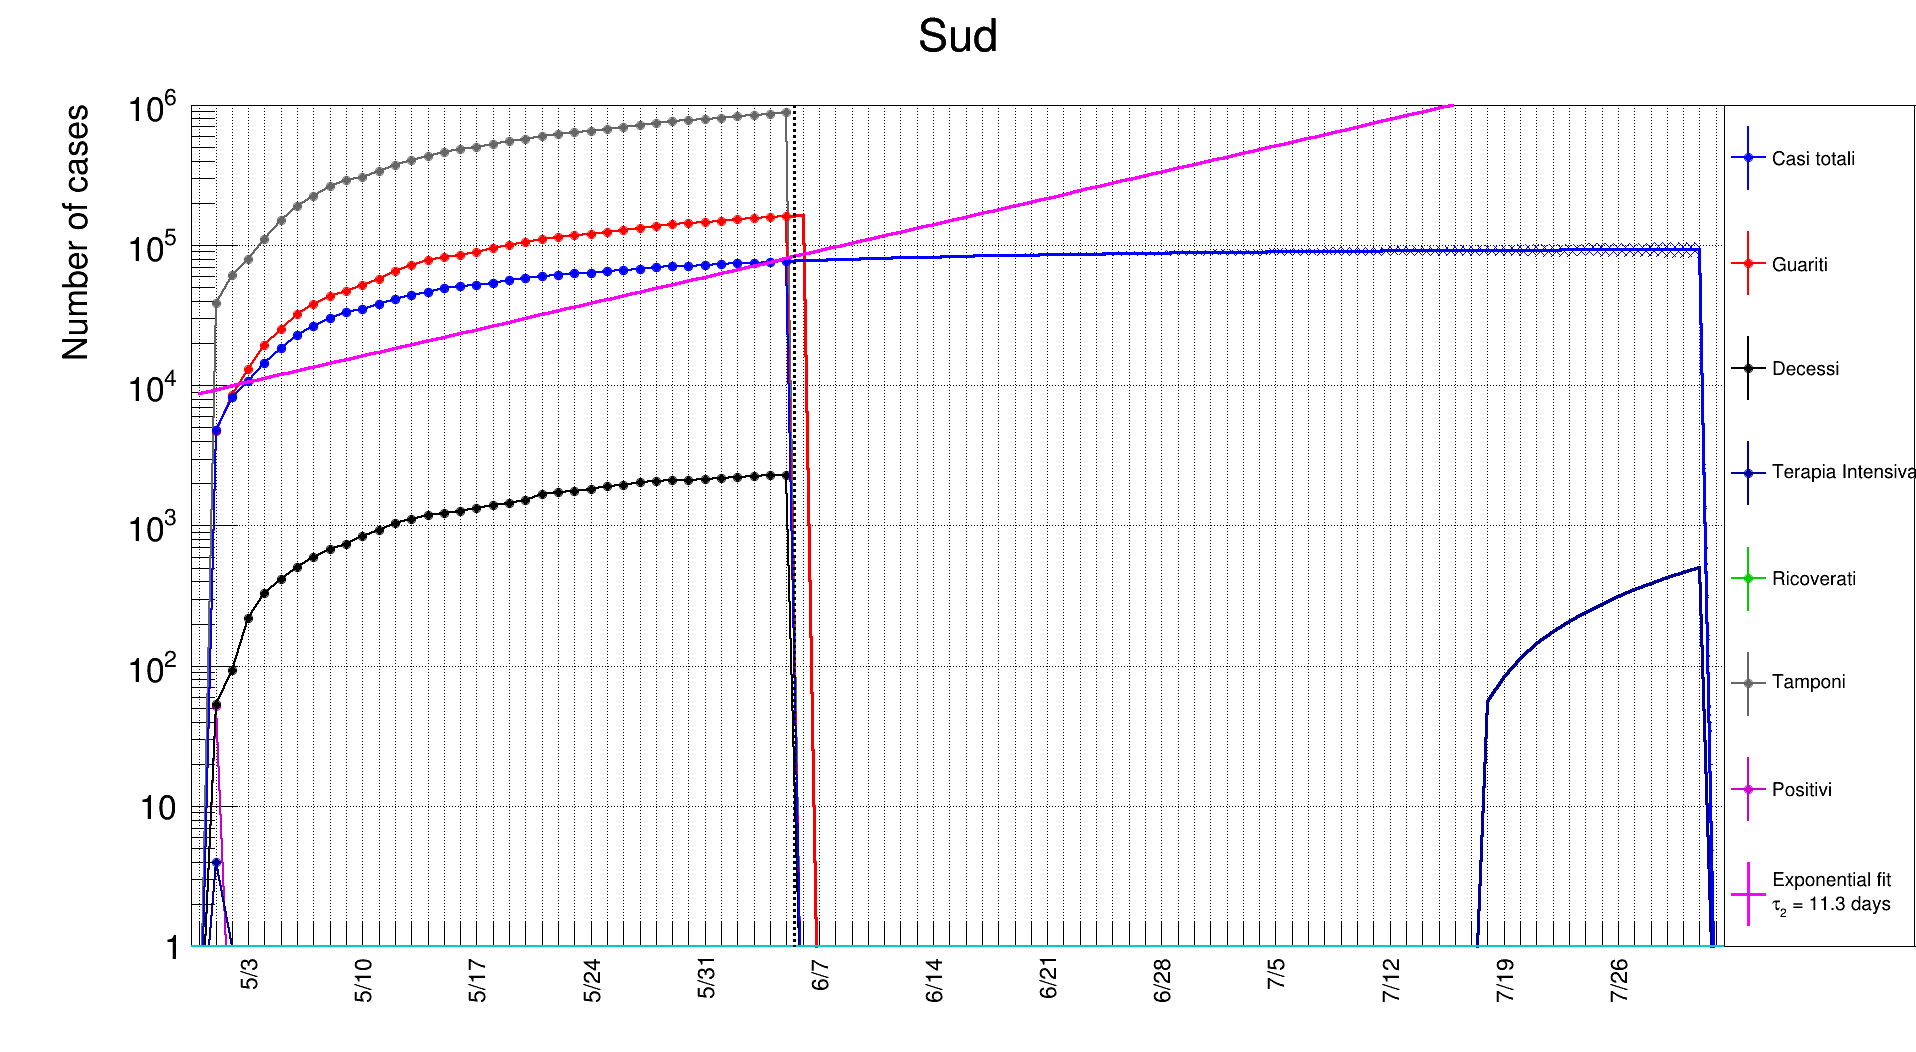 Sud
Number of cases
10^6
10^5
10^4
10^3
10^2
10
1
5/3
5/10
5/17
5/24
5/31
6/7
6/14
6/21
6/28
7/5
7/12
7/19
7/26
Casi totali
Guariti
Decessi
Terapia Intensiva
Ricoverati
Tamponi
Positivi
Exponential fit
τ₂ = 11.3 days